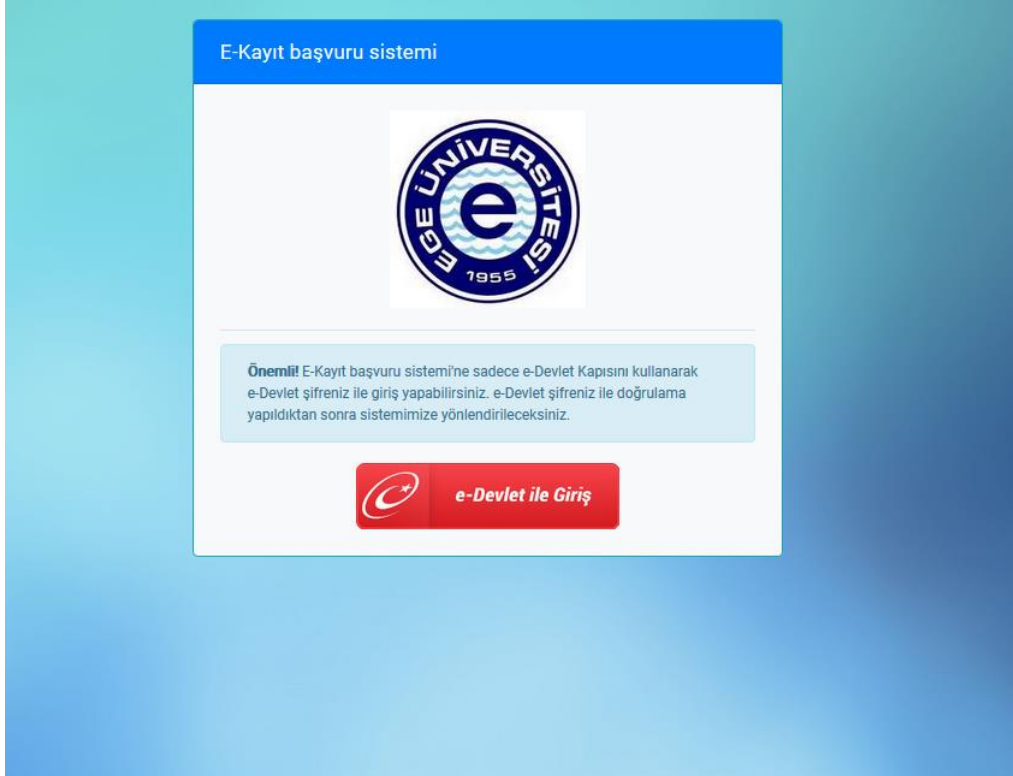 E-Kayıt başvuru sistemi
EGE ÜNİVERSİTESİ
e
1955
Önemli! E-Kayıt başvuru sistemi'ne sadece e-Devlet Kapısını kullanarak
e-Devlet şifreniz ile giriş yapabilirsiniz. e-Devlet şifreniz ile doğrulama
yapıldıktan sonra sistemimize yönlendirileceksiniz.
e-Devlet ile Giriş